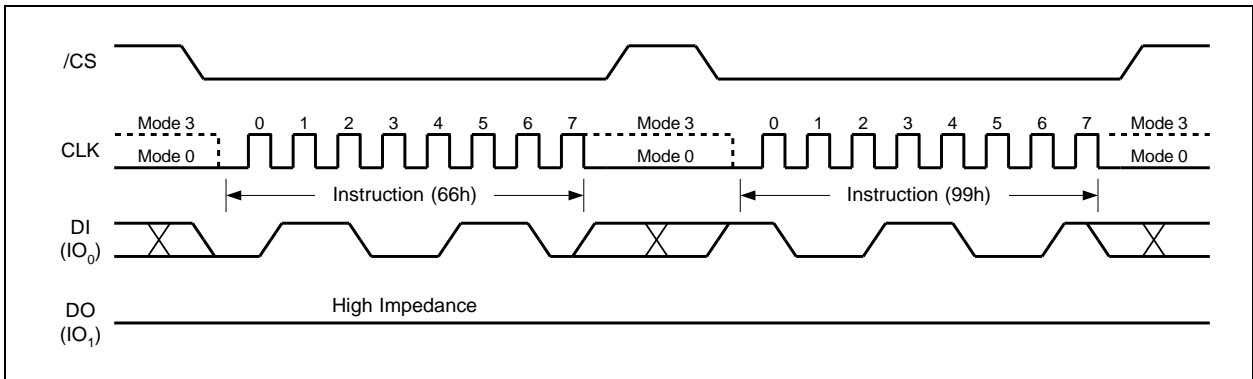 /CS
Mode 3 0 1 2 3 4 5 6 7 Mode 3 0 1 2 3 4 5 6 7 Mode 3
CLK
Mode 0 Mode 0 Mode 0
Instruction (66h) Instruction (99h)
DI
(IO₀)
High Impedance
DO
(IO₁)